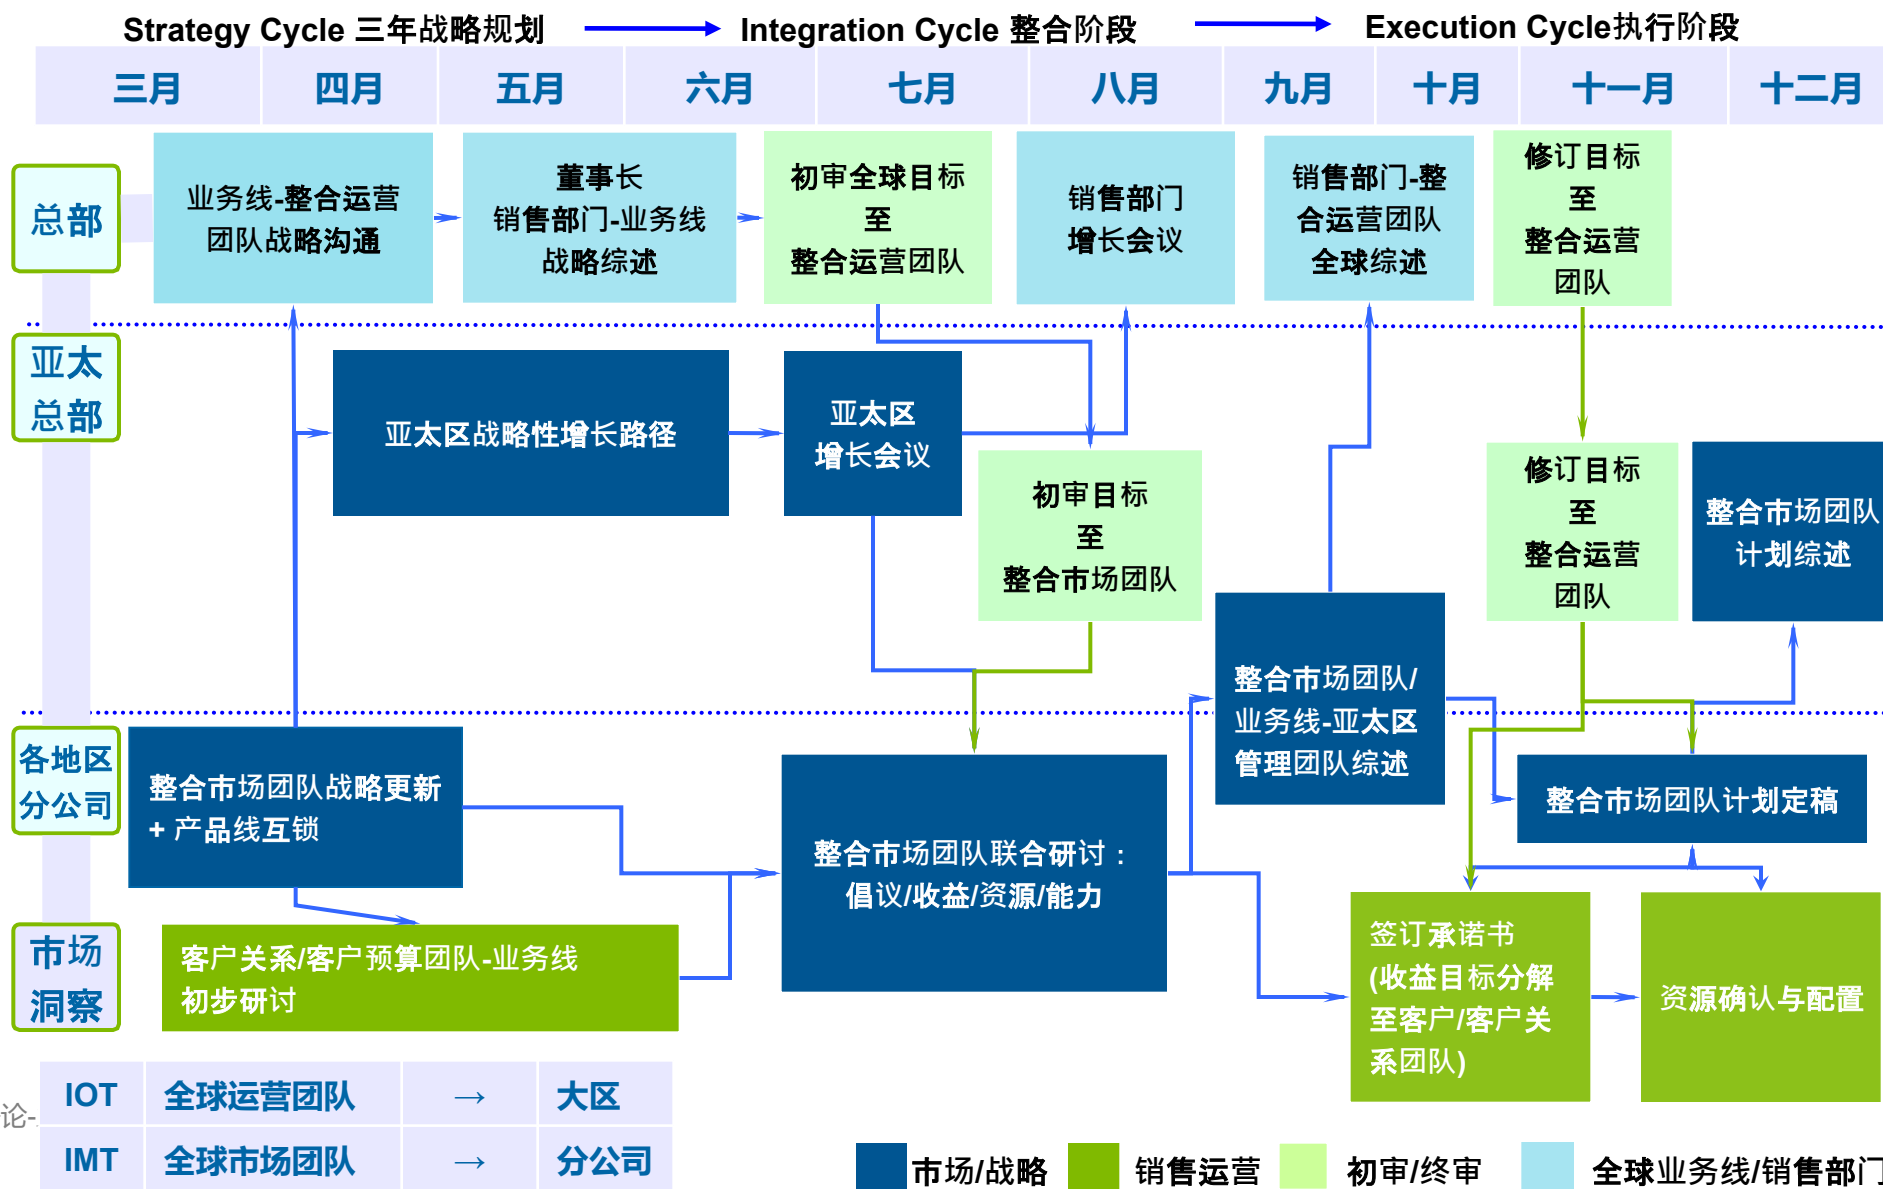 Strategy Cycle 三年战略规划
Integration Cycle 整合阶段
Execution Cycle执行阶段
三月
四月
五月
六月
七月
八月
九月
十月
十一月
十二月
总部
业务线-整合运营
团队战略沟通
董事长
销售部门-业务线
战略综述
初审全球目标
至
整合运营团队
销售部门
增长会议
销售部门-整
合运营团队
全球综述
修订目标
至
整合运营
团队
亚太
总部
亚太区战略性增长路径
亚太区
增长会议
初审目标
至
整合市场团队
修订目标
至
整合运营
团队
整合市场团队
计划综述
整合市场团队/
业务线-亚太区
管理团队综述
各地区
分公司
整合市场团队战略更新
+ 产品线互锁
整合市场团队联合研讨：
倡议/收益/资源/能力
整合市场团队计划定稿
市场
洞察
客户关系/客户预算团队-业务线
初步研讨
签订承诺书
(收益目标分解
至客户/客户关
系团队)
资源确认与配置
论-
IOT 全球运营团队 → 大区
IMT 全球市场团队 → 分公司
市场/战略
销售运营
初审/终审
全球业务线/销售部门